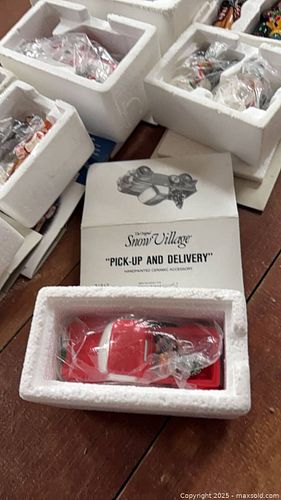 The Original
Snow Village
"PICK-UP AND DELIVERY"
HANDPAINTED CERAMIC ACCESSORY
Copyright 2025 - maxsold.com